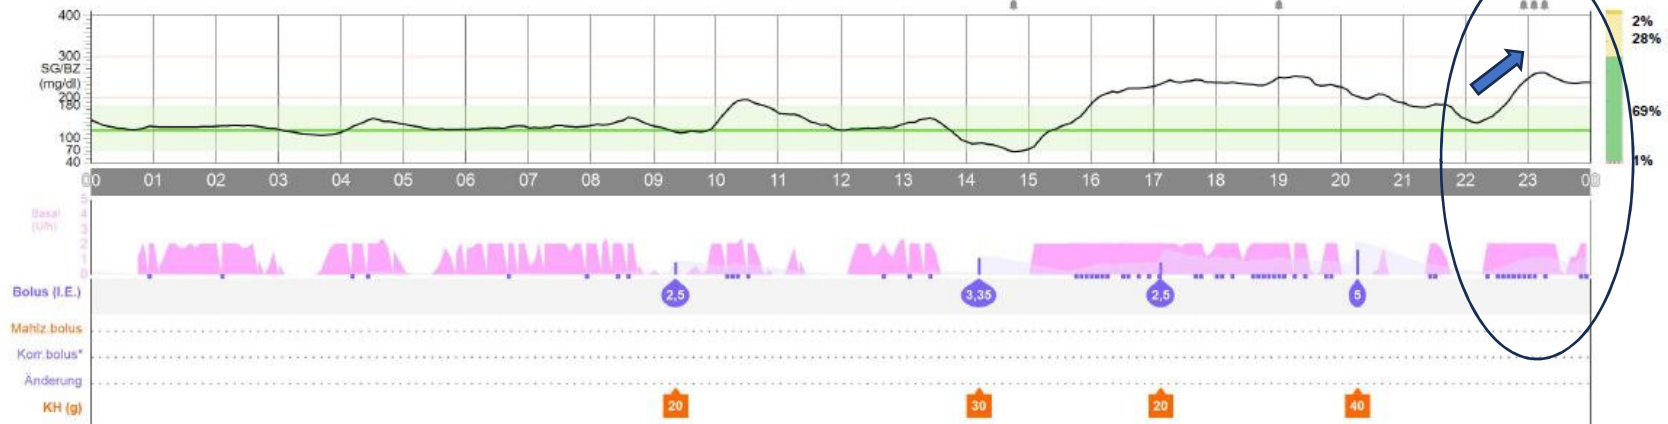 400
300
SG/BZ
(mg/dl)
200
180
100
70
40
2%
28%
69%
1%
00 01 02 03 04 05 06 07 08 09 10 11 12 13 14 15 16 17 18 19 20 21 22 23 00
Basal
(U/h)
5
4
3
2
1
0
Bolus (I.E.) 2,5 3,35 2,5 5
Mahlz.bolus
Korr.bolus*
Änderung
KH (g) 20 30 20 40